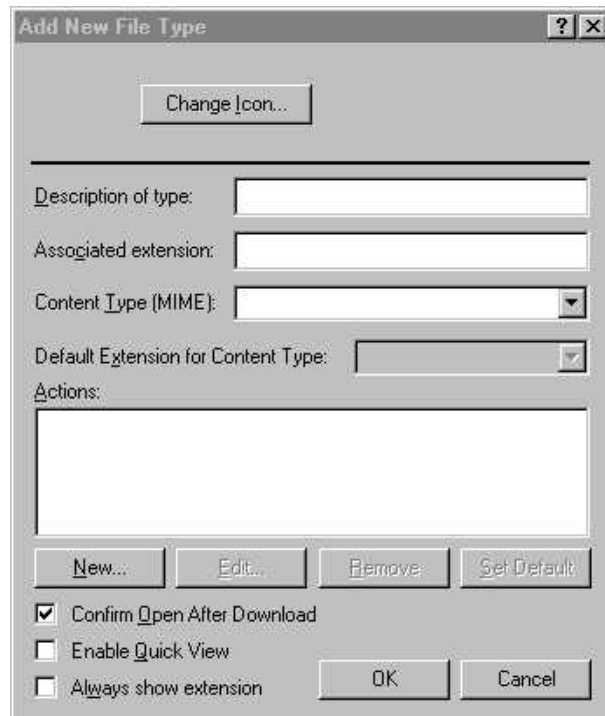 Add New File Type
Change Icon...
Description of type:
Associated extension:
Content Type (MIME):
Default Extension for Content Type:
Actions:
New... Edit... Remove Set Default
Confirm Open After Download
Enable Quick View
Always show extension
OK Cancel